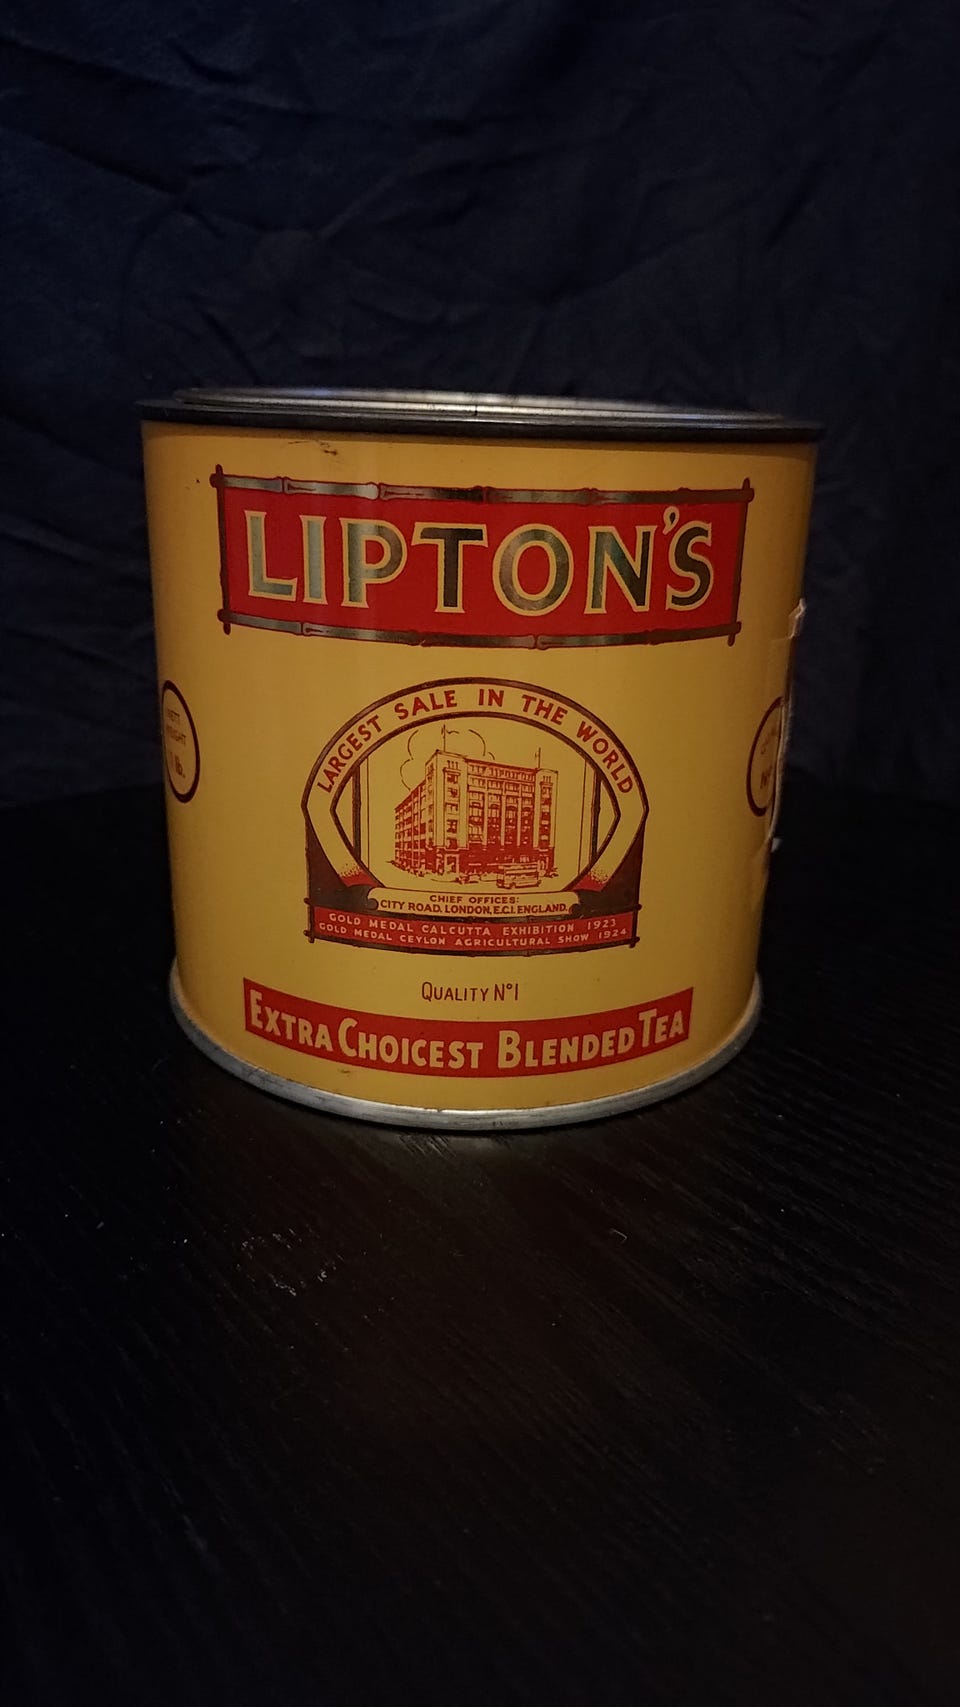 LIPTON'S
LARGEST SALE IN THE WORLD
CHIEF OFFICES:
CITY ROAD. LONDON, E.C.1. ENGLAND.
GOLD MEDAL CALCUTTA EXHIBITION 1923
GOLD MEDAL CEYLON AGRICULTURAL SHOW 1924
QUALITY Nº1
EXTRA CHOICEST BLENDED TEA
lb.